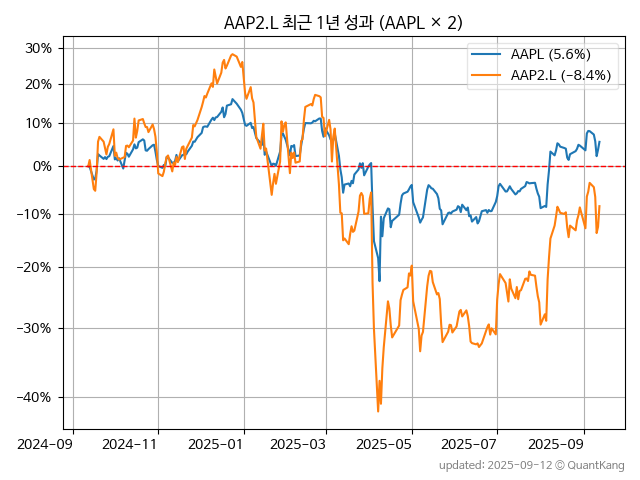 AAP2.L 최근 1년 성과 (AAPL × 2)
AAPL (5.6%)
AAP2.L (−8.4%)
30%
20%
10%
0%
−10%
−20%
−30%
−40%
2024-09 2024-11 2025-01 2025-03 2025-05 2025-07 2025-09
updated: 2025-09-12 © QuantKang